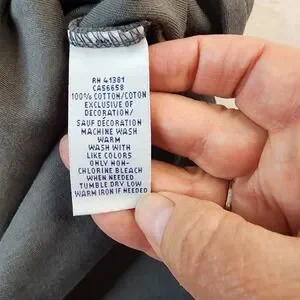 RN 41381
CA56658
100% COTTON/COTON
EXCLUSIVE OF
DECORATION/
SAUF DÉCORATION
MACHINE WASH
WARM
WASH WITH
LIKE COLORS
ONLY NON-
CHLORINE BLEACH
WHEN NEEDED
TUMBLE DRY LOW
WARM IRON IF NEEDED